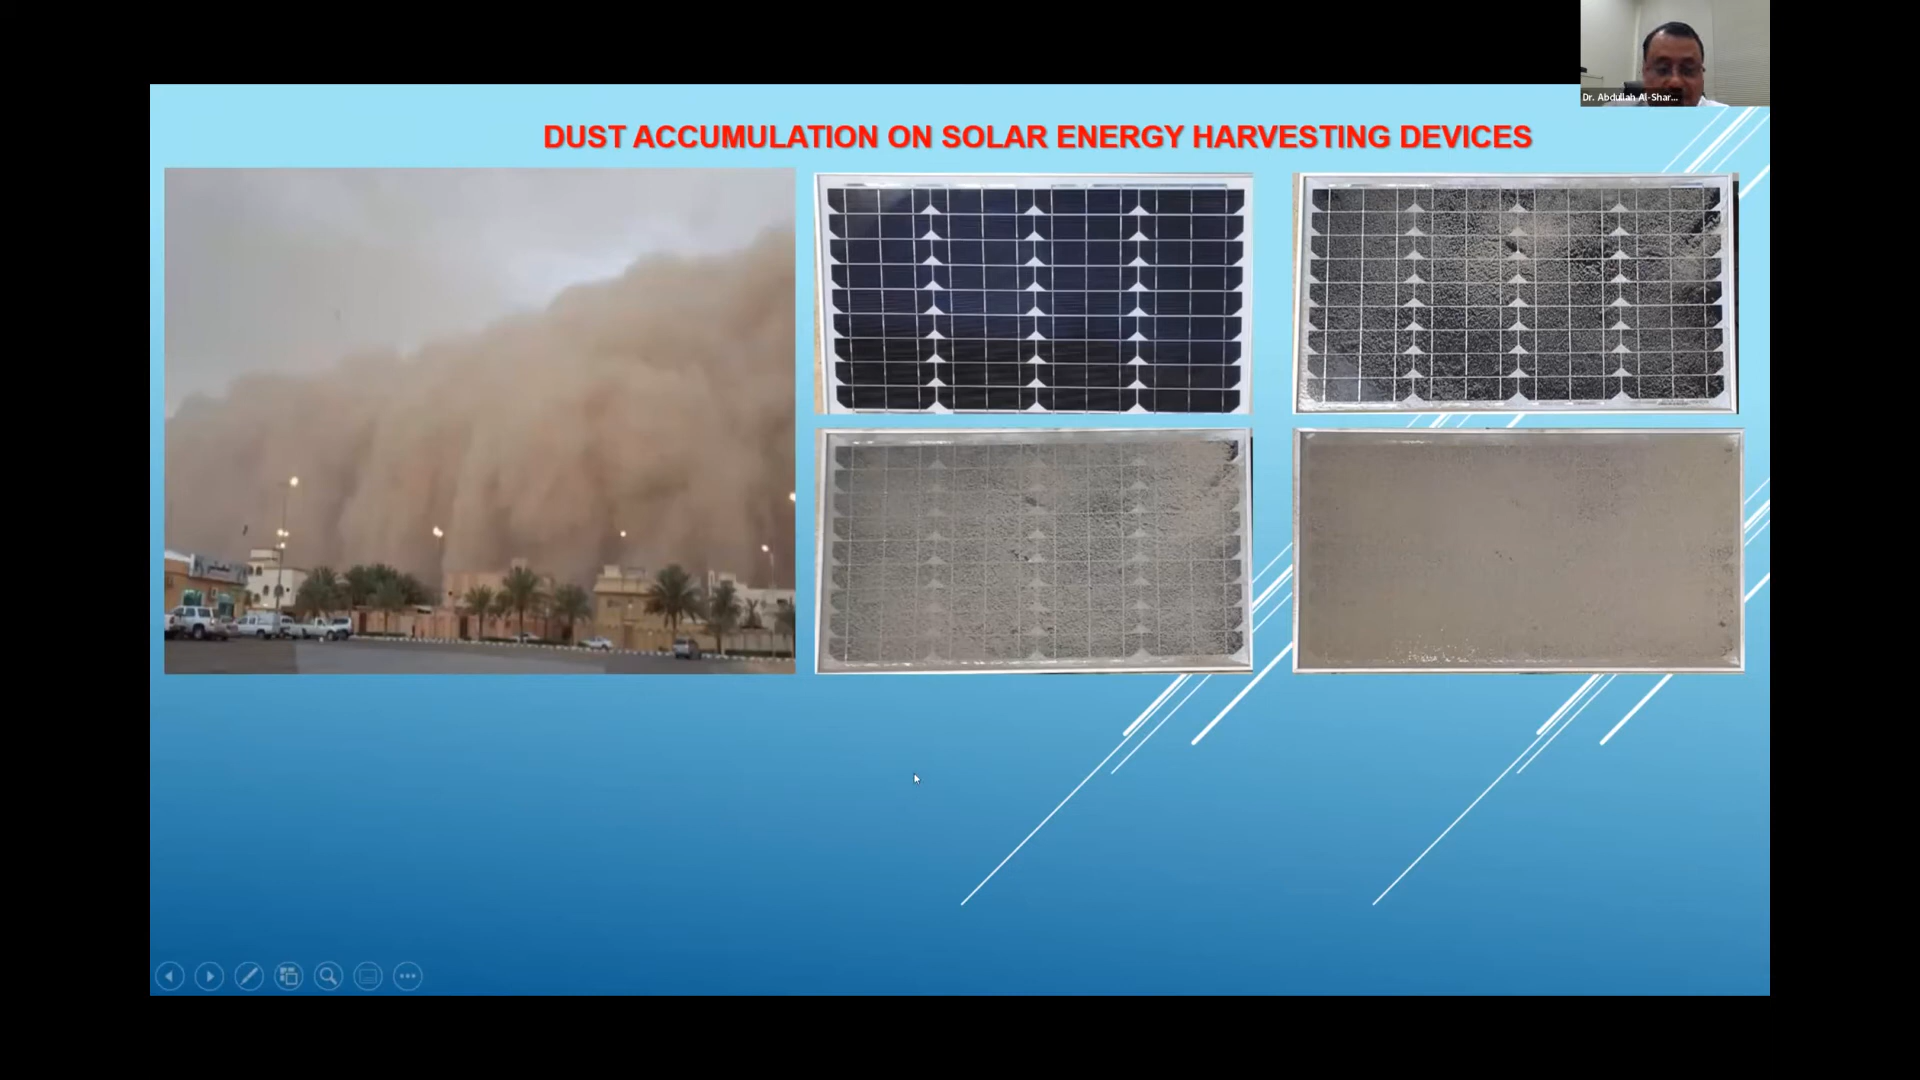 Dr. Abdullah Al-Shar...
DUST ACCUMULATION ON SOLAR ENERGY HARVESTING DEVICES